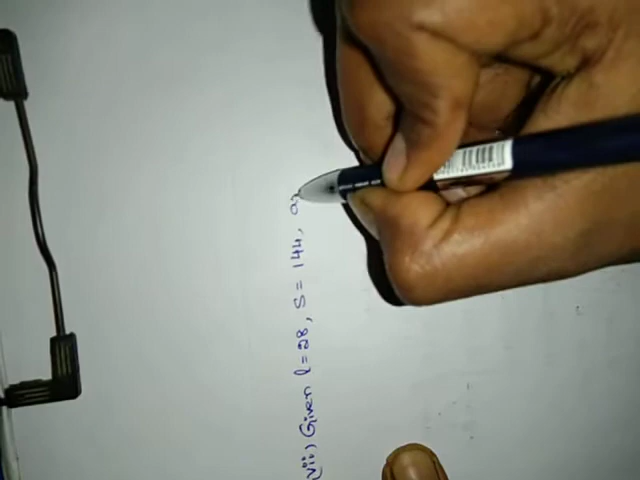 (vii) Given l = 28, S = 144, a